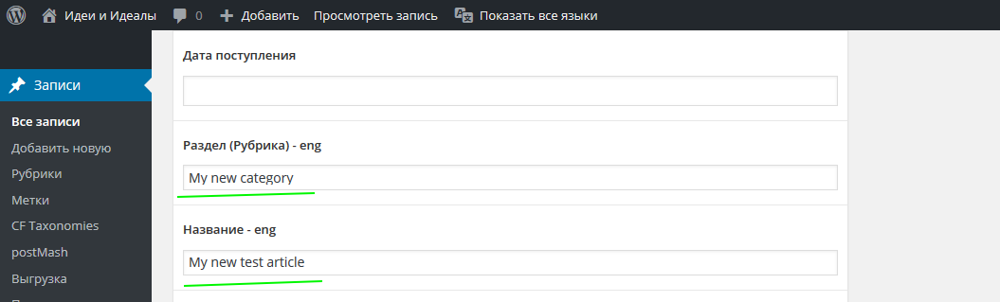 Идеи и Идеалы 0 Добавить Просмотреть запись Показать все языки
Записи
Все записи
Добавить новую
Рубрики
Метки
CF Taxonomies
postMash
Выгрузка
Дата поступления
Раздел (Рубрика) - eng
My new category
Название - eng
My new test article